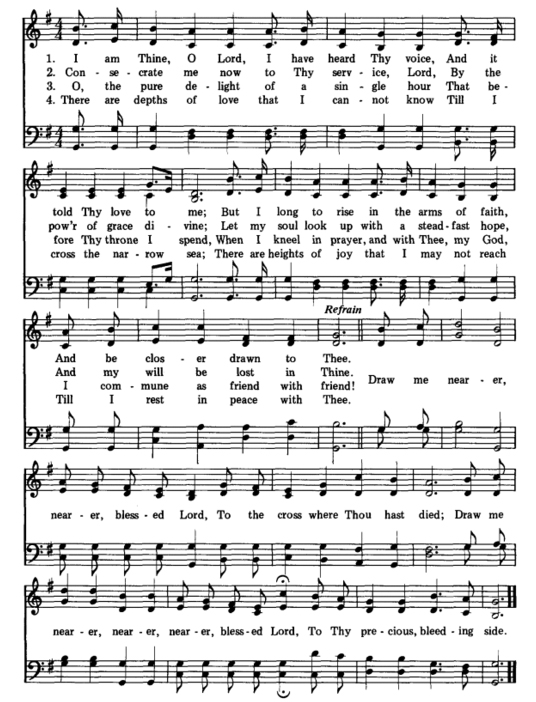 1. I am Thine, O Lord, I have heard Thy voice, And it
2. Con - se - crate me now to Thy serv - ice, Lord, By the
3. O, the pure de - light of a sin - gle hour That be -
4. There are depths of love that I can - not know Till I
told Thy love to me; But I long to rise in the arms of faith,
pow'r of grace di - vine; Let my soul look up with a stead - fast hope,
fore Thy throne I spend, When I kneel in prayer, and with Thee, my God,
cross the nar - row sea; There are heights of joy that I may not reach
Refrain
And be clos - er drawn to Thee.
And my will be lost in Thine.
I com - mune as friend with friend!
Till I rest in peace with Thee.
Draw me near - er,
near - er, bless - ed Lord, To the cross where Thou hast died; Draw me
near - er, near - er, near - er, bless - ed Lord, To Thy pre - cious, bleed - ing side.